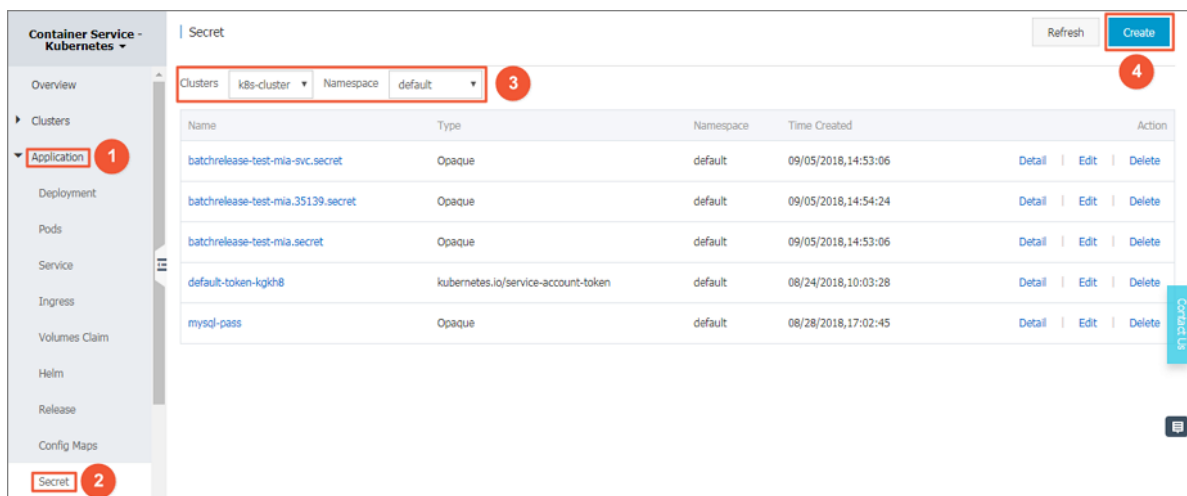 Container Service -
Kubernetes
Secret
Refresh
Create
4
Clusters k8s-cluster Namespace default 3
Overview
Clusters
Application 1
Deployment
Pods
Service
Ingress
Volumes Claim
Helm
Release
Config Maps
Secret 2
Name Type Namespace Time Created Action
batchrelease-test-mia-svc.secret Opaque default 09/05/2018,14:53:06 Detail | Edit | Delete
batchrelease-test-mia.35139.secret Opaque default 09/05/2018,14:54:24 Detail | Edit | Delete
batchrelease-test-mia.secret Opaque default 09/05/2018,14:53:06 Detail | Edit | Delete
default-token-kgkh8 kubernetes.io/service-account-token default 08/24/2018,10:03:28 Detail | Edit | Delete
mysql-pass Opaque default 08/28/2018,17:02:45 Detail | Edit | Delete
Contact Us